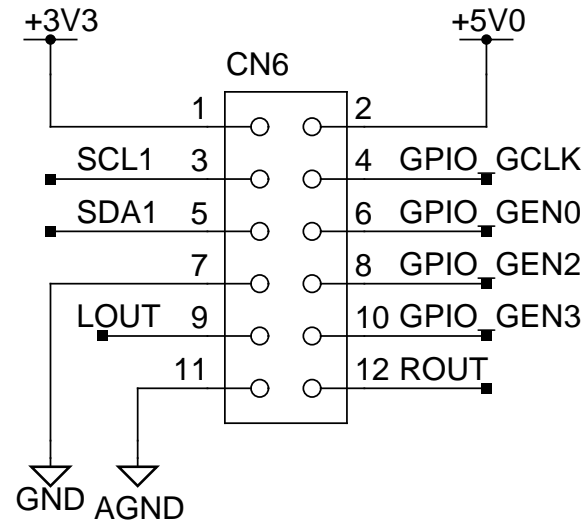 +3V3 +5V0
CN6
1 2
SCL1 3 4 GPIO_GCLK
SDA1 5 6 GPIO_GEN0
7 8 GPIO_GEN2
LOUT 9 10 GPIO_GEN3
11 12 ROUT
GND AGND